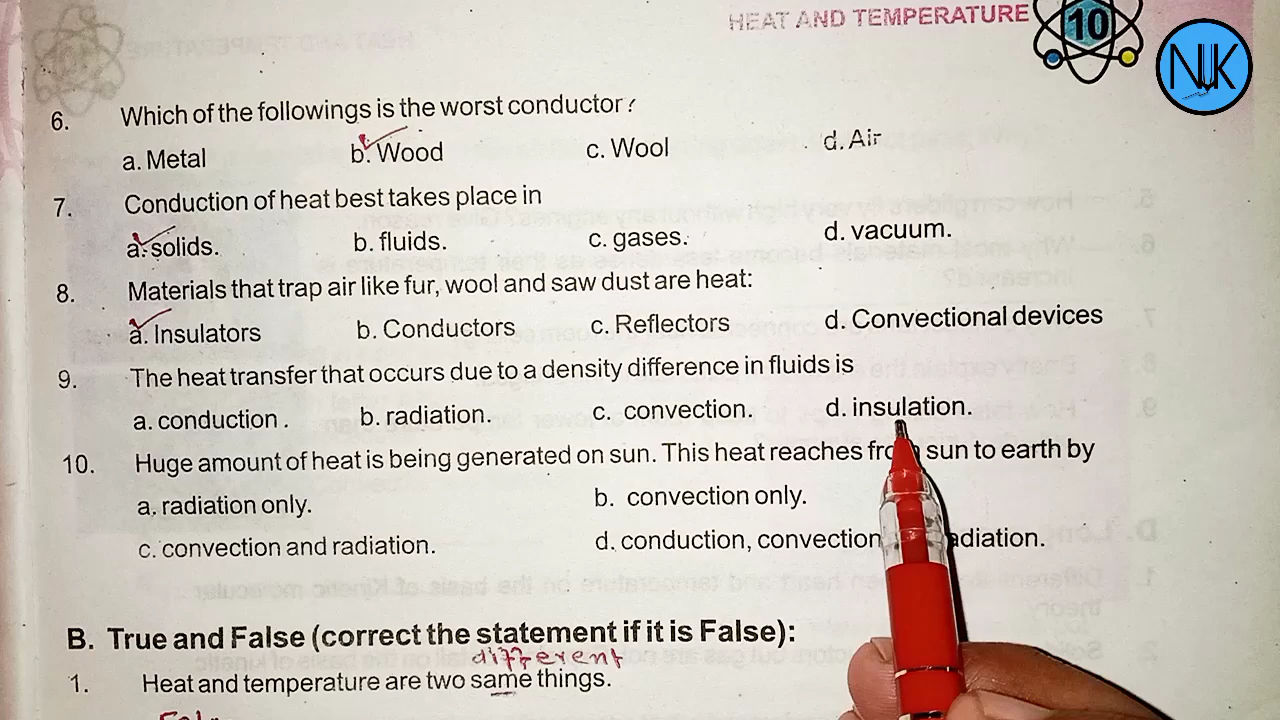 HEAT AND TEMPERATURE 10
NJK
6. Which of the followings is the worst conductor?
a. Metal b. Wood c. Wool d. Air
7. Conduction of heat best takes place in
a. solids. b. fluids. c. gases. d. vacuum.
8. Materials that trap air like fur, wool and saw dust are heat:
a. Insulators b. Conductors c. Reflectors d. Convectional devices
9. The heat transfer that occurs due to a density difference in fluids is
a. conduction. b. radiation. c. convection. d. insulation.
10. Huge amount of heat is being generated on sun. This heat reaches sun to earth by
a. radiation only. b. convection only.
c. convection and radiation. d. conduction, convection
B. True and False (correct the statement if it is False):
different
1. Heat and temperature are two same things.